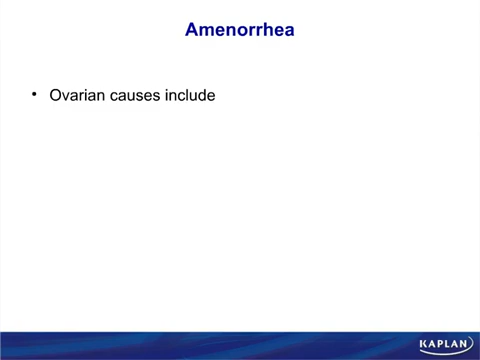 Amenorrhea
• Ovarian causes include
KAPLAN